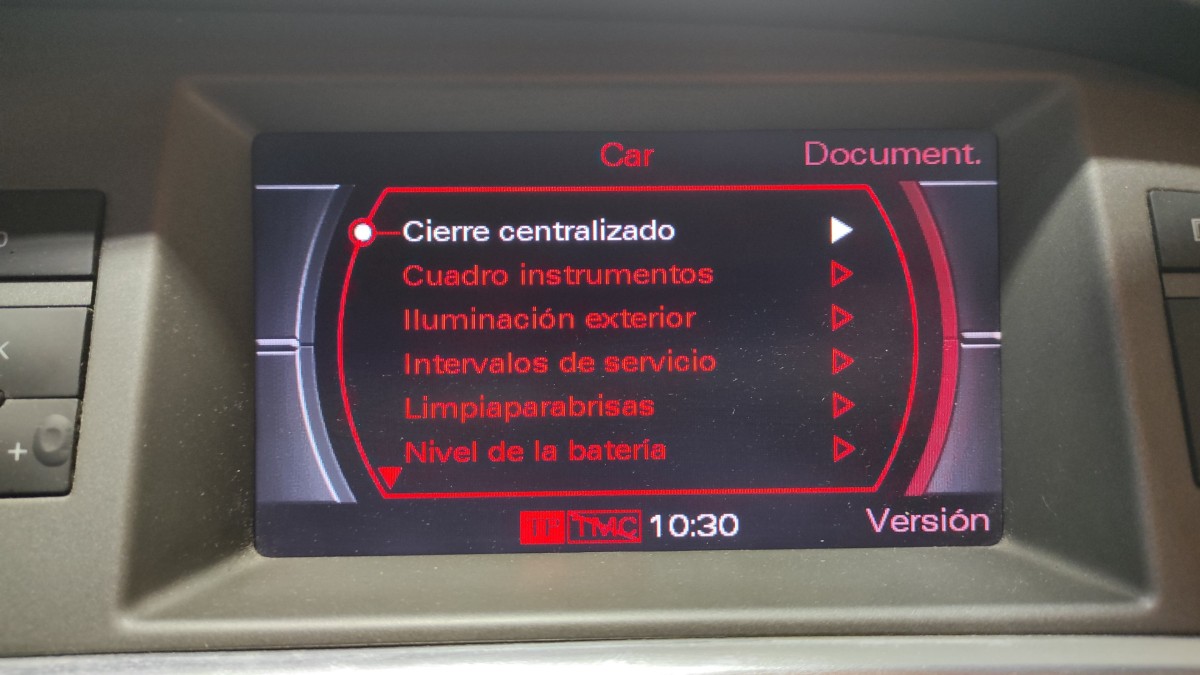 Car
Document.
Cierre centralizado
Cuadro instrumentos
Iluminación exterior
Intervalos de servicio
Limpiaparabrisas
Nivel de la batería
TMC 10:30
Versión
K
+